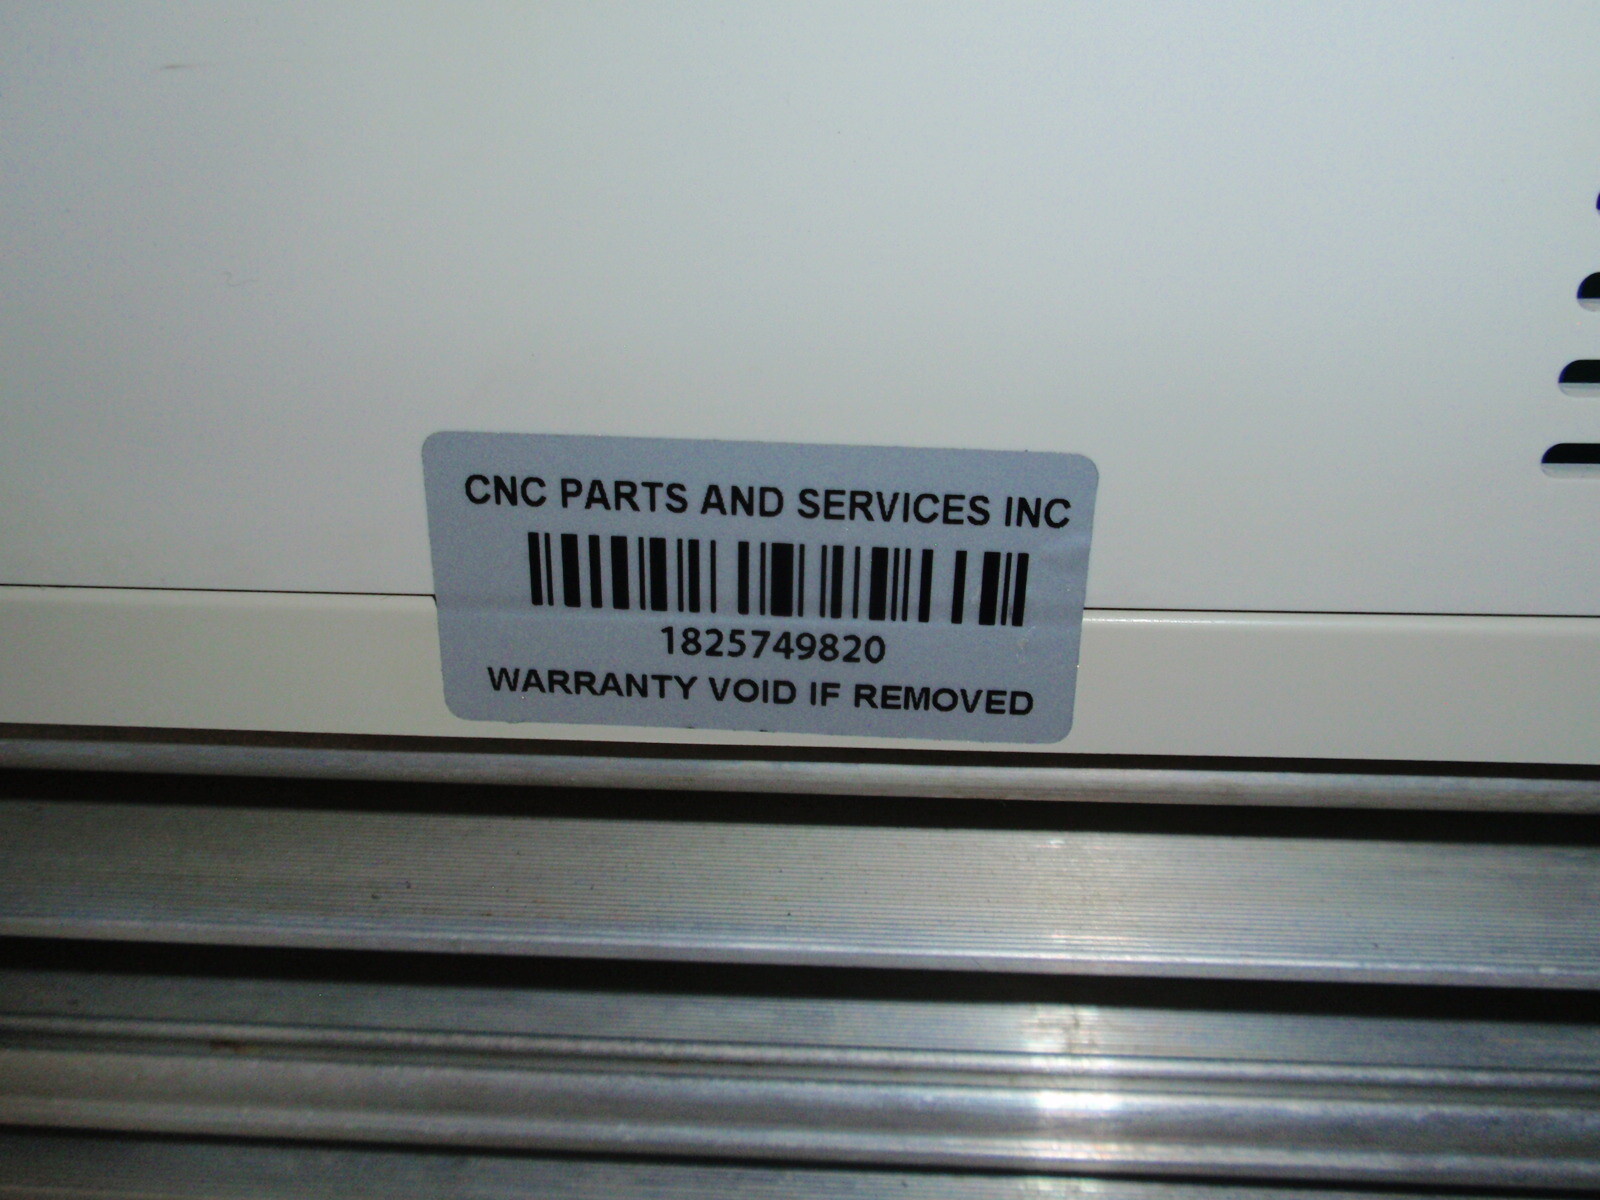 CNC PARTS AND SERVICES INC
1825749820
WARRANTY VOID IF REMOVED